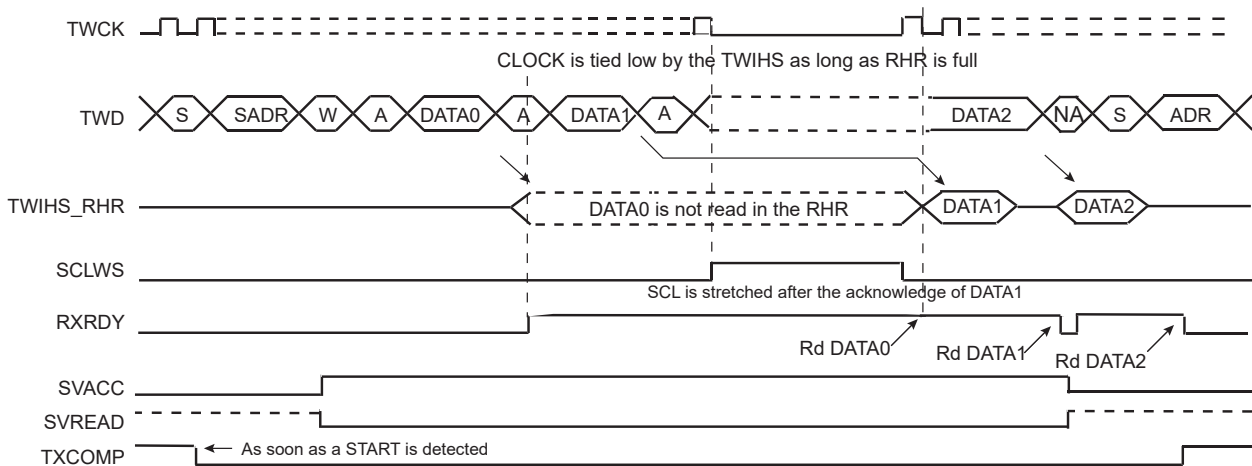 TWCK
CLOCK is tied low by the TWIHS as long as RHR is full
TWD S SADR W A DATA0 A DATA1 A DATA2 NA S ADR
TWIHS_RHR DATA0 is not read in the RHR DATA1 DATA2
SCLWS
SCL is stretched after the acknowledge of DATA1
RXRDY
Rd DATA0 Rd DATA1 Rd DATA2
SVACC
SVREAD
TXCOMP As soon as a START is detected